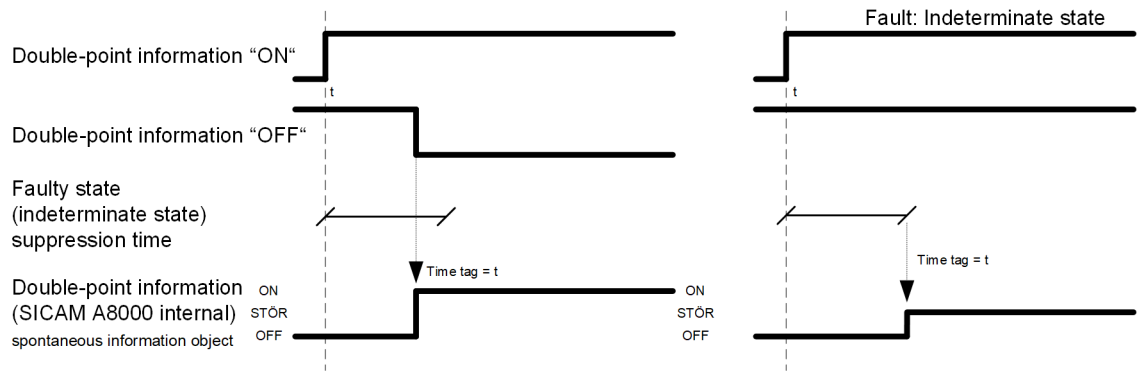 Fault: Indeterminate state
Double-point information “ON“
t
t
Double-point information “OFF“
Faulty state
(indeterminate state)
suppression time
Time tag = t
Time tag = t
Double-point information
(SICAM A8000 internal)
spontaneous information object
ON
STÖR
OFF
ON
STÖR
OFF